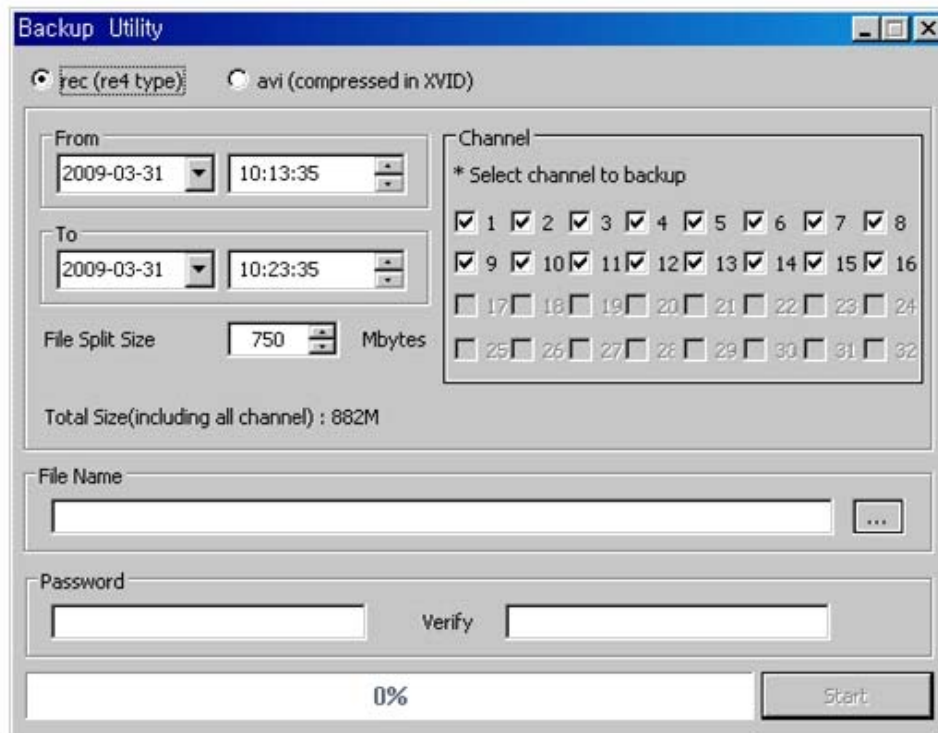 Backup Utility
rec (re4 type)
avi (compressed in XVID)
From
2009-03-31
10:13:35
To
2009-03-31
10:23:35
File Split Size
750
Mbytes
Total Size(including all channel) : 882M
Channel
* Select channel to backup
1 2 3 4 5 6 7 8
9 10 11 12 13 14 15 16
17 18 19 20 21 22 23 24
25 26 27 28 29 30 31 32
File Name
...
Password
Verify
0%
Start